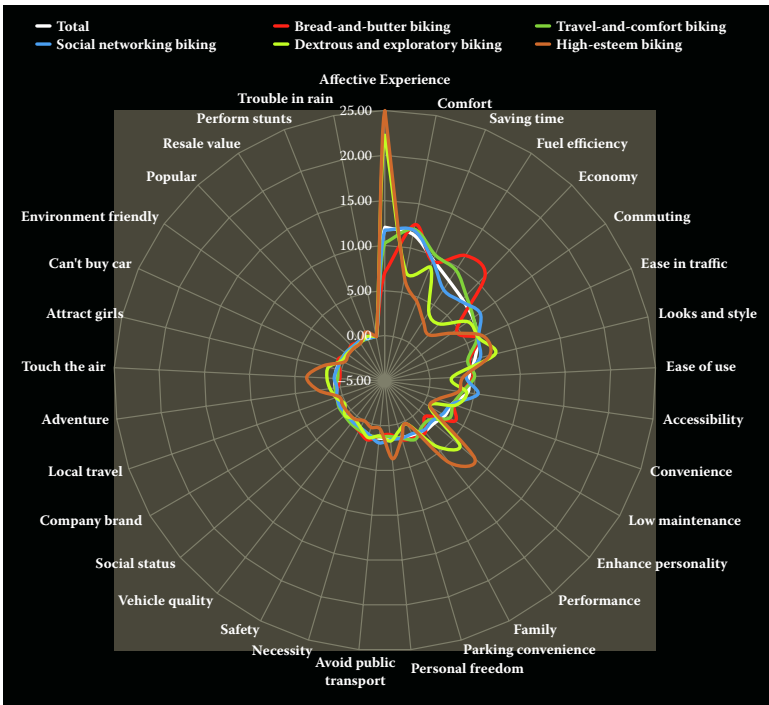 Total
Bread-and-butter biking
Travel-and-comfort biking
Social networking biking
Dextrous and exploratory biking
High-esteem biking
Affective Experience
Comfort
Saving time
Fuel efficiency
Economy
Commuting
Ease in traffic
Looks and style
Ease of use
Accessibility
Convenience
Low maintenance
Enhance personality
Performance
Family
Parking convenience
Personal freedom
Avoid public
transport
Necessity
Safety
Vehicle quality
Social status
Company brand
Local travel
Adventure
Touch the air
Attract girls
Can't buy car
Environment friendly
Popular
Resale value
Perform stunts
Trouble in rain
25.00
20.00
15.00
10.00
5.00
0.00
-5.00